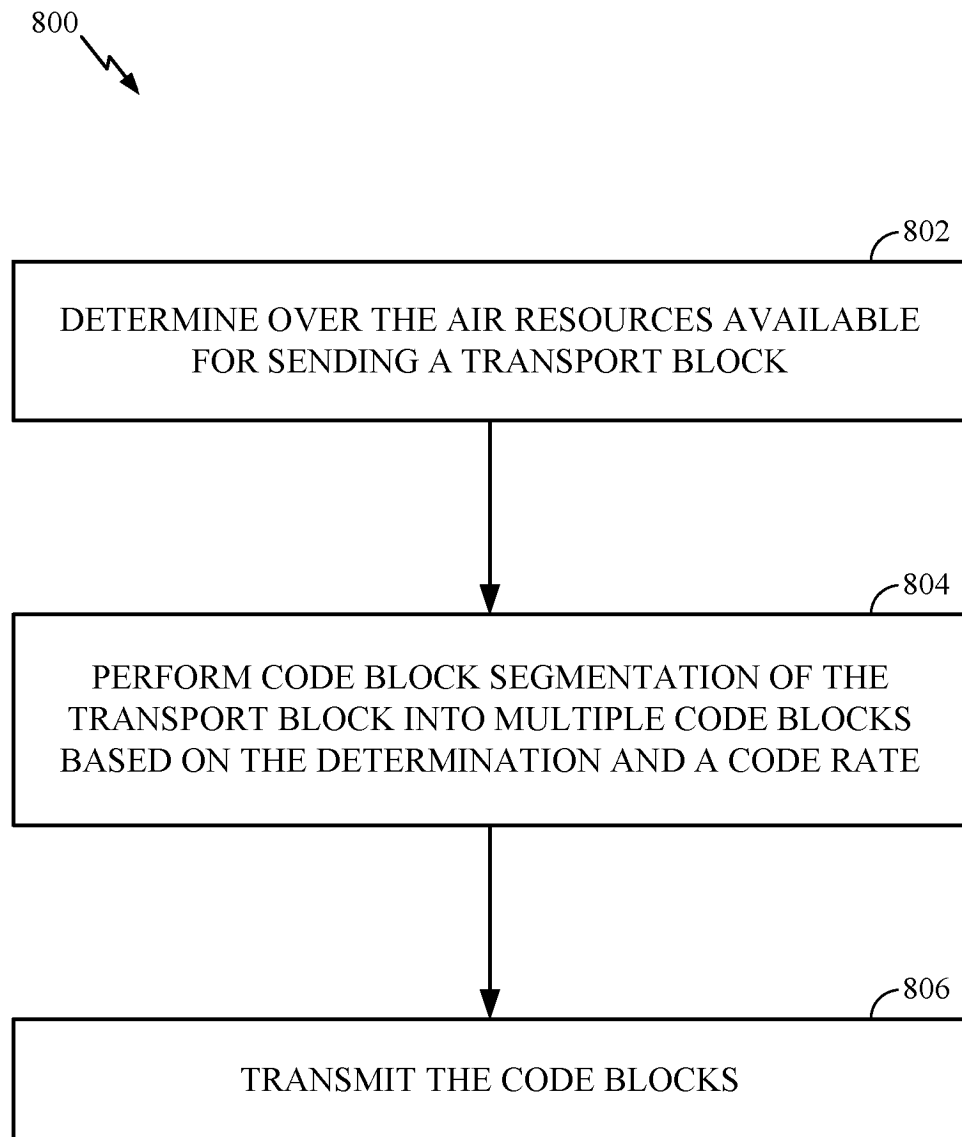 800
802
DETERMINE OVER THE AIR RESOURCES AVAILABLE
FOR SENDING A TRANSPORT BLOCK
804
PERFORM CODE BLOCK SEGMENTATION OF THE
TRANSPORT BLOCK INTO MULTIPLE CODE BLOCKS
BASED ON THE DETERMINATION AND A CODE RATE
806
TRANSMIT THE CODE BLOCKS